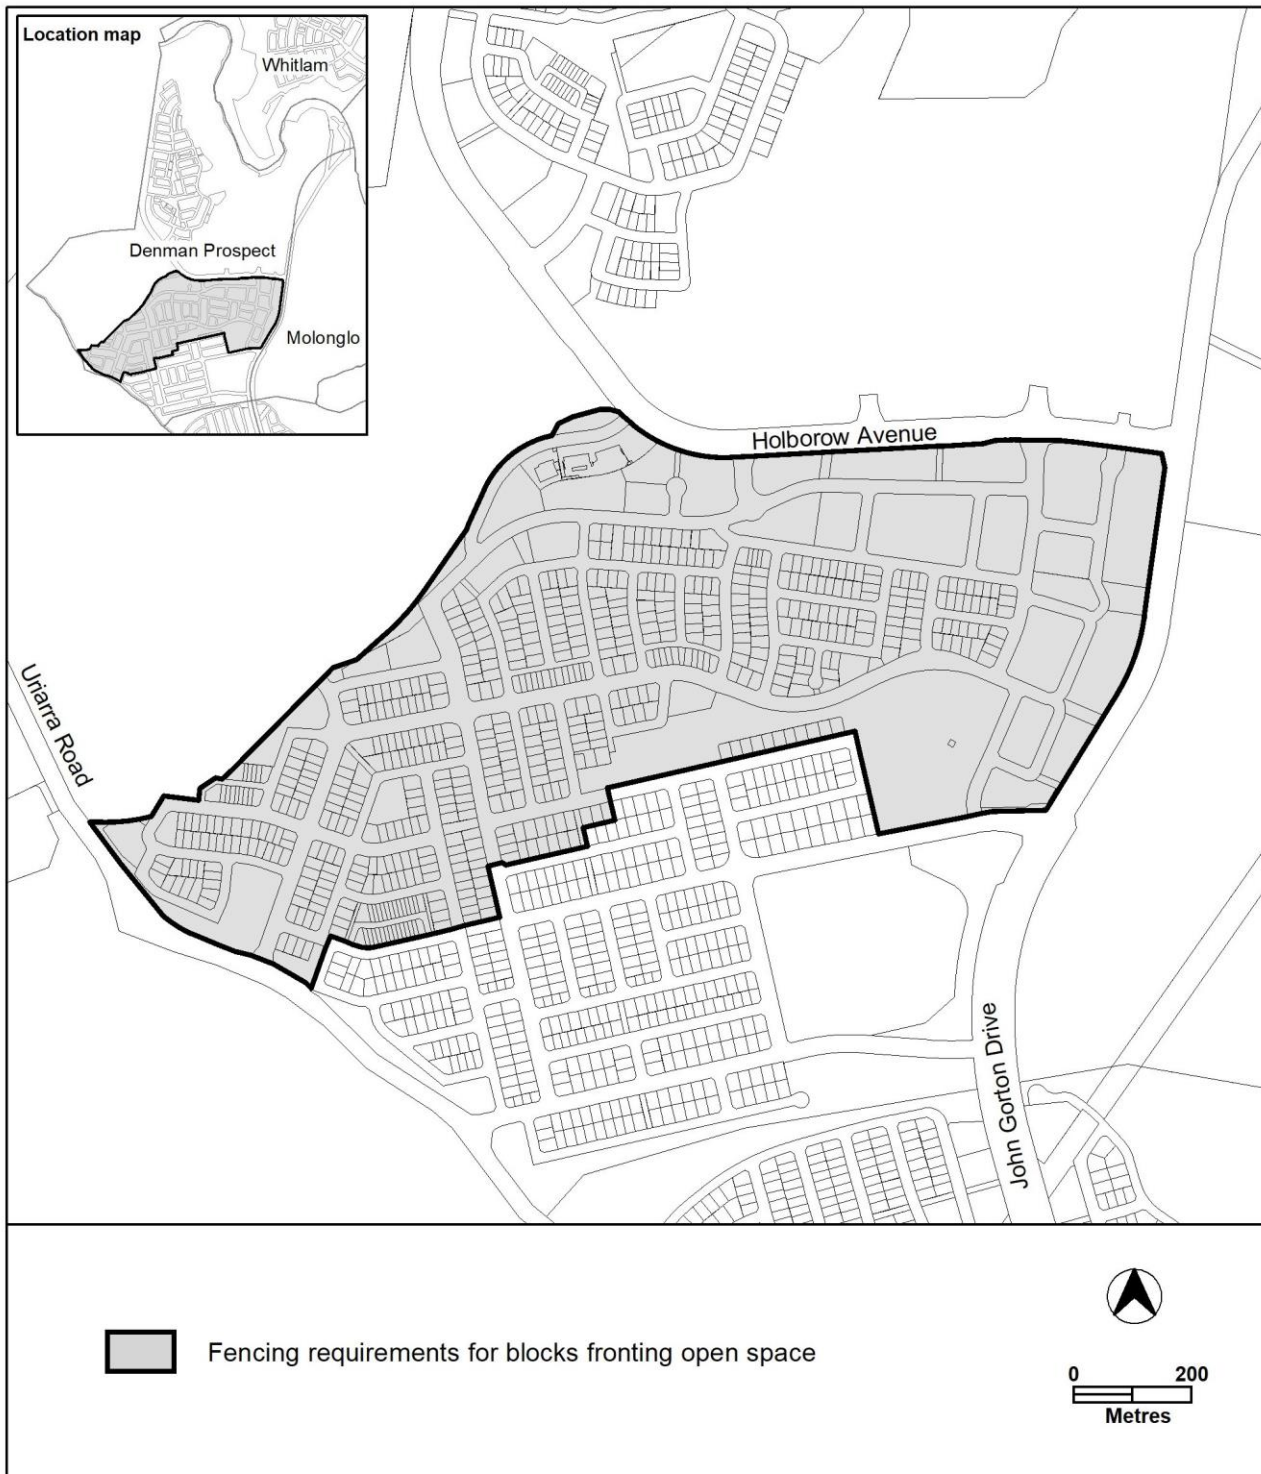 Location map
Whitlam
Denman Prospect
Molonglo
Holborow Avenue
Uriarra Road
John Gorton Drive
Fencing requirements for blocks fronting open space
0 200
Metres